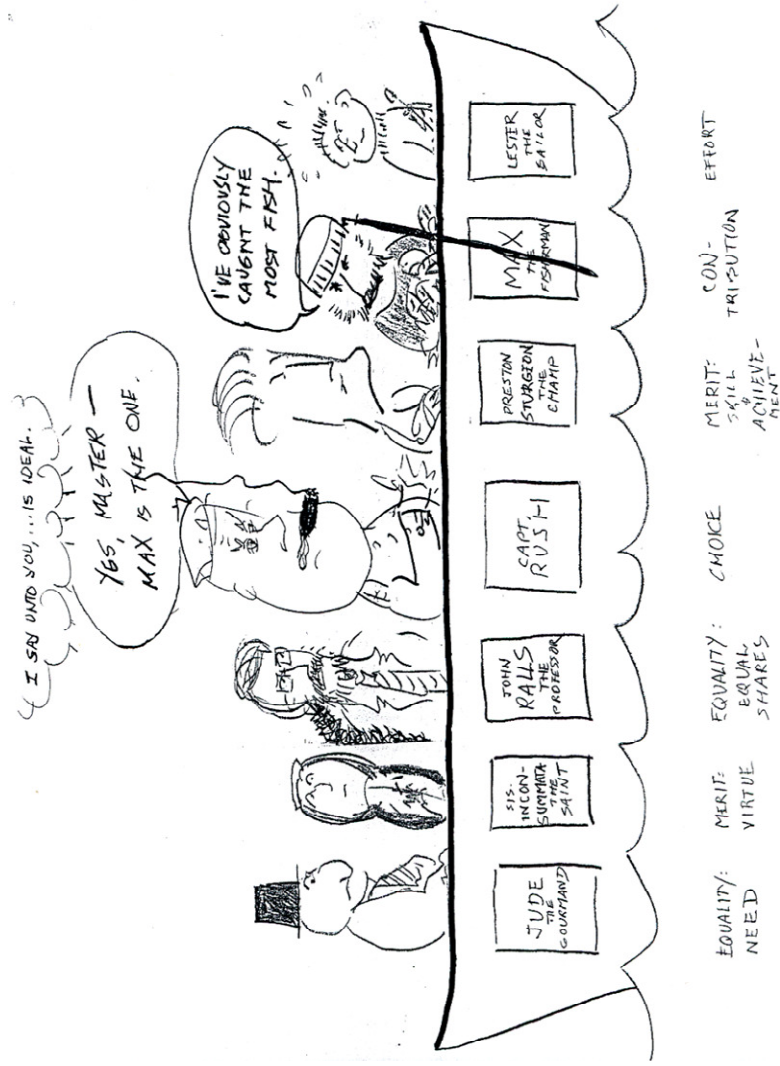 I SAY UNTO YOU,... IS IDEAL.
YES, MASTER —
MAX IS THE ONE.
I'VE OBVIOUSLY
CAUGHT THE
MOST FISH.
JUDE
THE
GOURMAND
SIS.
INCON-
SUMMATA
THE
SAINT
JOHN
RALLS
THE
PROFESSOR
CAPT.
RUSH
PRESTON
STURGION
THE
CHAMP
MAX
THE
FISHERMAN
LESTER
THE
SAILOR
EQUALITY:
NEED
MERIT:
VIRTUE
EQUALITY:
EQUAL
SHARES
CHOICE
MERIT:
SKILL
&
ACHIEVE-
MENT
CON-
TRIBUTION
EFFORT